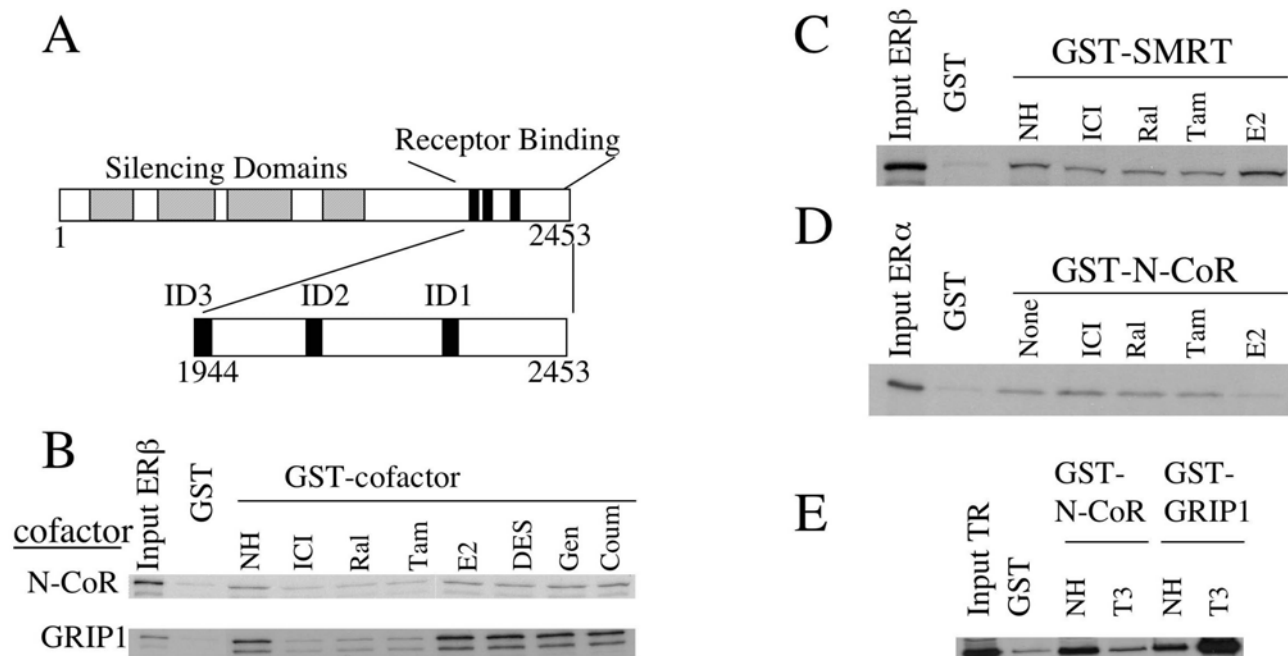 A
Silencing Domains
Receptor Binding
1
2453
ID3
ID2
ID1
1944
2453
B
cofactor
Input ERβ
GST
GST-cofactor
NH
ICI
Ral
Tam
E2
DES
Gen
Coum
N-CoR
GRIP1
C
Input ERβ
GST
GST-SMRT
NH
ICI
Ral
Tam
E2
D
Input ERα
GST
GST-N-CoR
None
ICI
Ral
Tam
E2
E
Input TR
GST
GST-
N-CoR
GST-
GRIP1
NH
T3
NH
T3